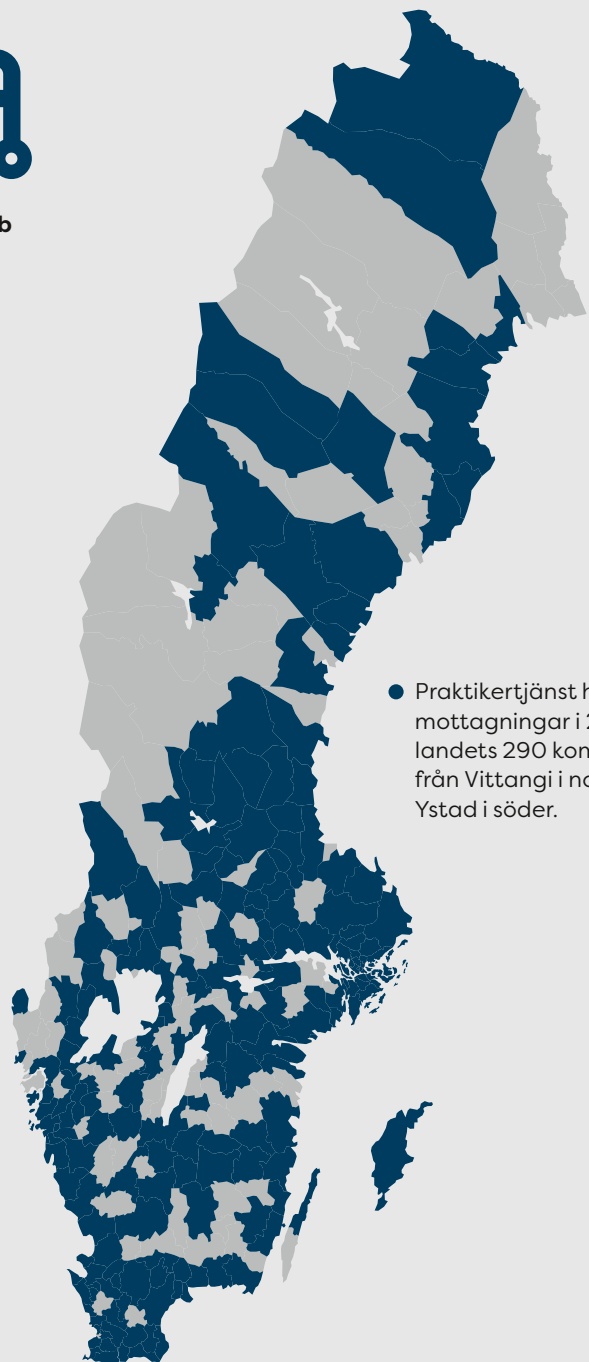 b
Praktikertjänst h
mottagningar i 2
landets 290 kom
från Vittangi i no
Ystad i söder.